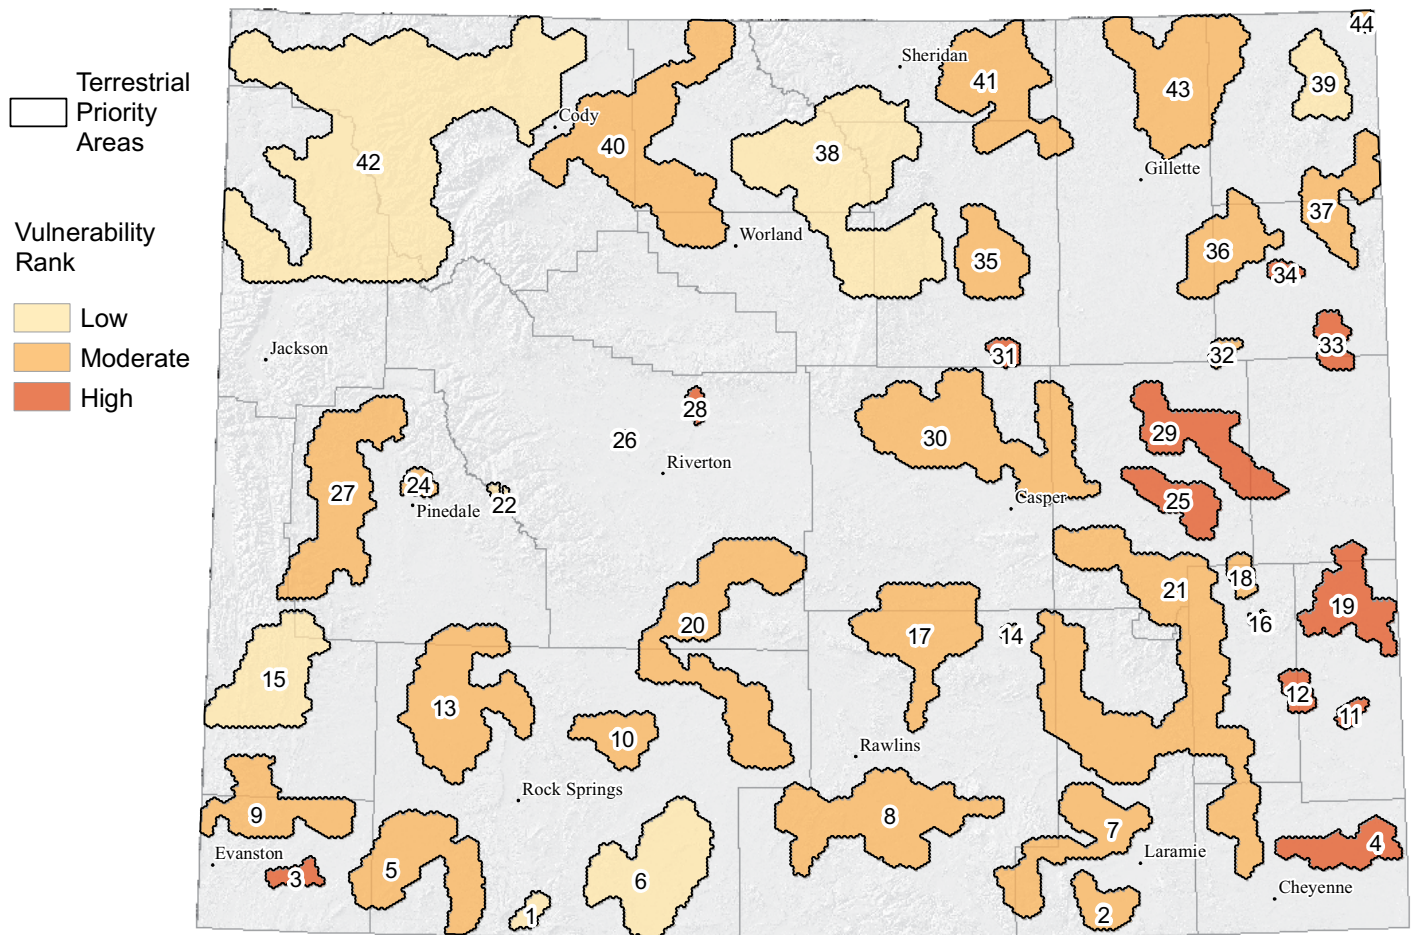 Terrestrial
Priority
Areas
Vulnerability
Rank
Low
Moderate
High
44
Sheridan
41
43
39
Cody
40
38
42
Gillette
37
Worland
36
35
34
Jackson
31
32
33
28
26
30
29
Riverton
27
24
22
Pinedale
Casper
25
18
21
19
20
17
14
16
15
13
12
11
10
Rawlins
Rock Springs
9
8
7
Evanston
Laramie
4
5
3
6
Cheyenne
1
2